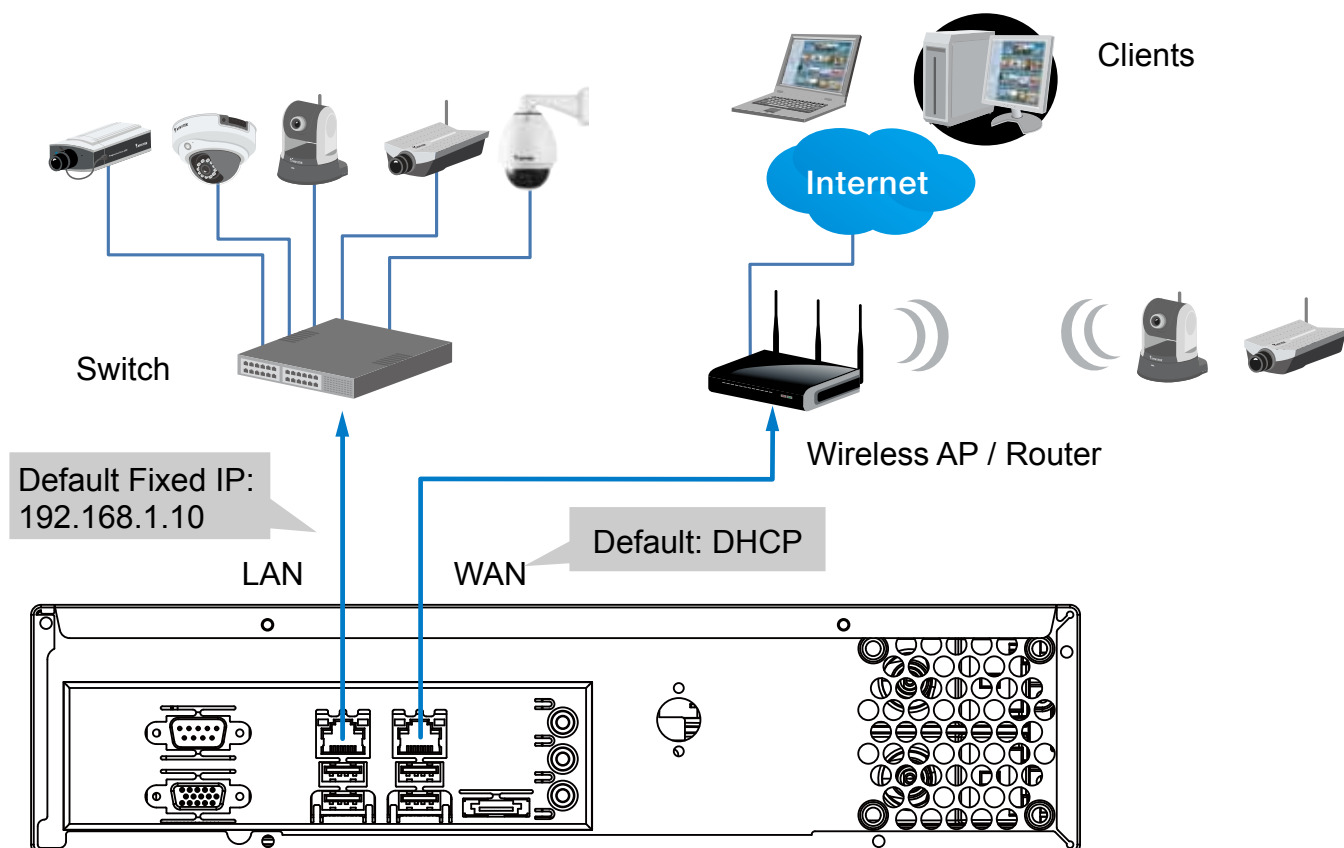 Clients
Internet
Switch
Wireless AP / Router
Default Fixed IP:
192.168.1.10
Default: DHCP
LAN
WAN